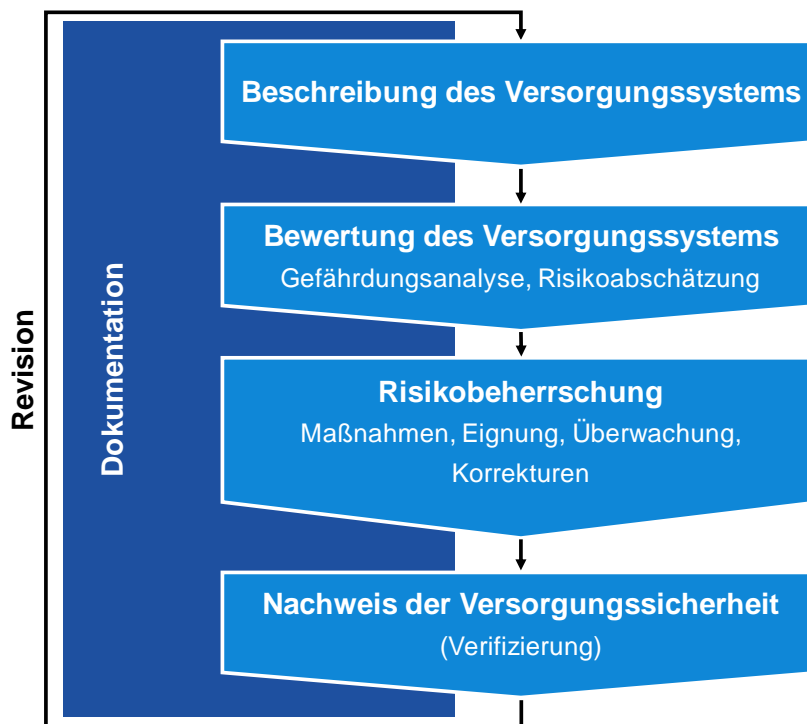 Revision
Dokumentation
Beschreibung des Versorgungssystems
Bewertung des Versorgungssystems
Gefährdungsanalyse, Risikoabschätzung
Risikobeherrschung
Maßnahmen, Eignung, Überwachung,
Korrekturen
Nachweis der Versorgungssicherheit
(Verifizierung)